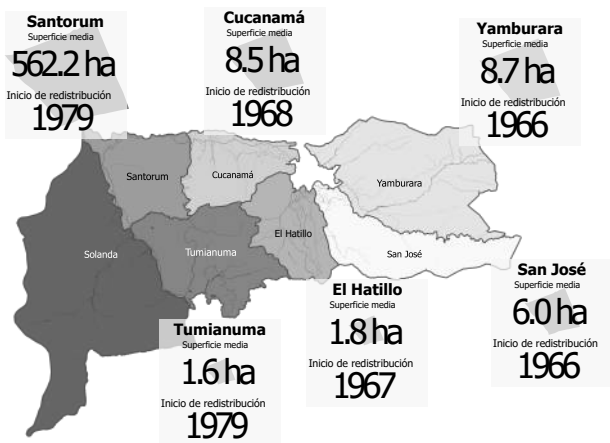 Santorum
Superficie media
562.2 ha
Inicio de redistribución
1979
Cucanamá
Superficie media
8.5 ha
Inicio de redistribución
1968
Yamburara
Superficie media
8.7 ha
Inicio de redistribución
1966
Santorum
Cucanamá
Yamburara
El Hatillo
Solanda
Tumianuma
San José
San José
Superficie media
6.0 ha
Inicio de redistribución
1966
El Hatillo
Superficie media
1.8 ha
Inicio de redistribución
1967
Tumianuma
Superficie media
1.6 ha
Inicio de redistribución
1979